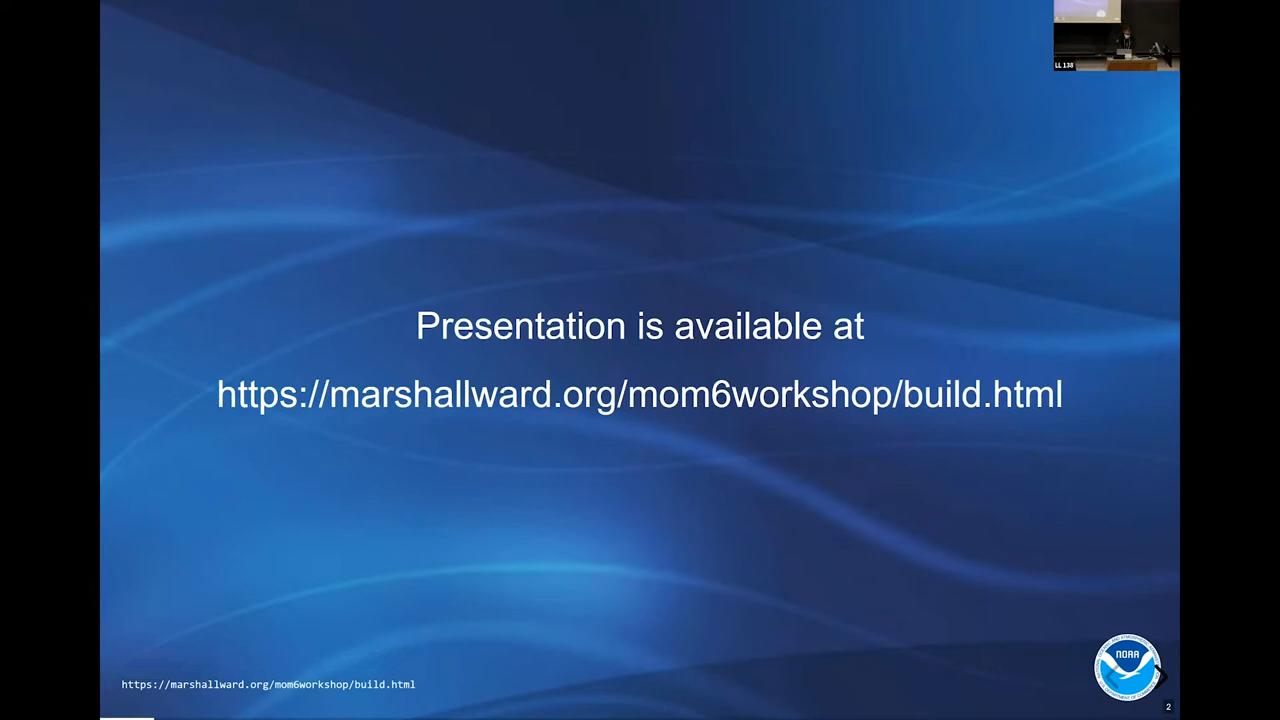 LL 138
Presentation is available at
https://marshallward.org/mom6workshop/build.html
NOAA
https://marshallward.org/mom6workshop/build.html
2